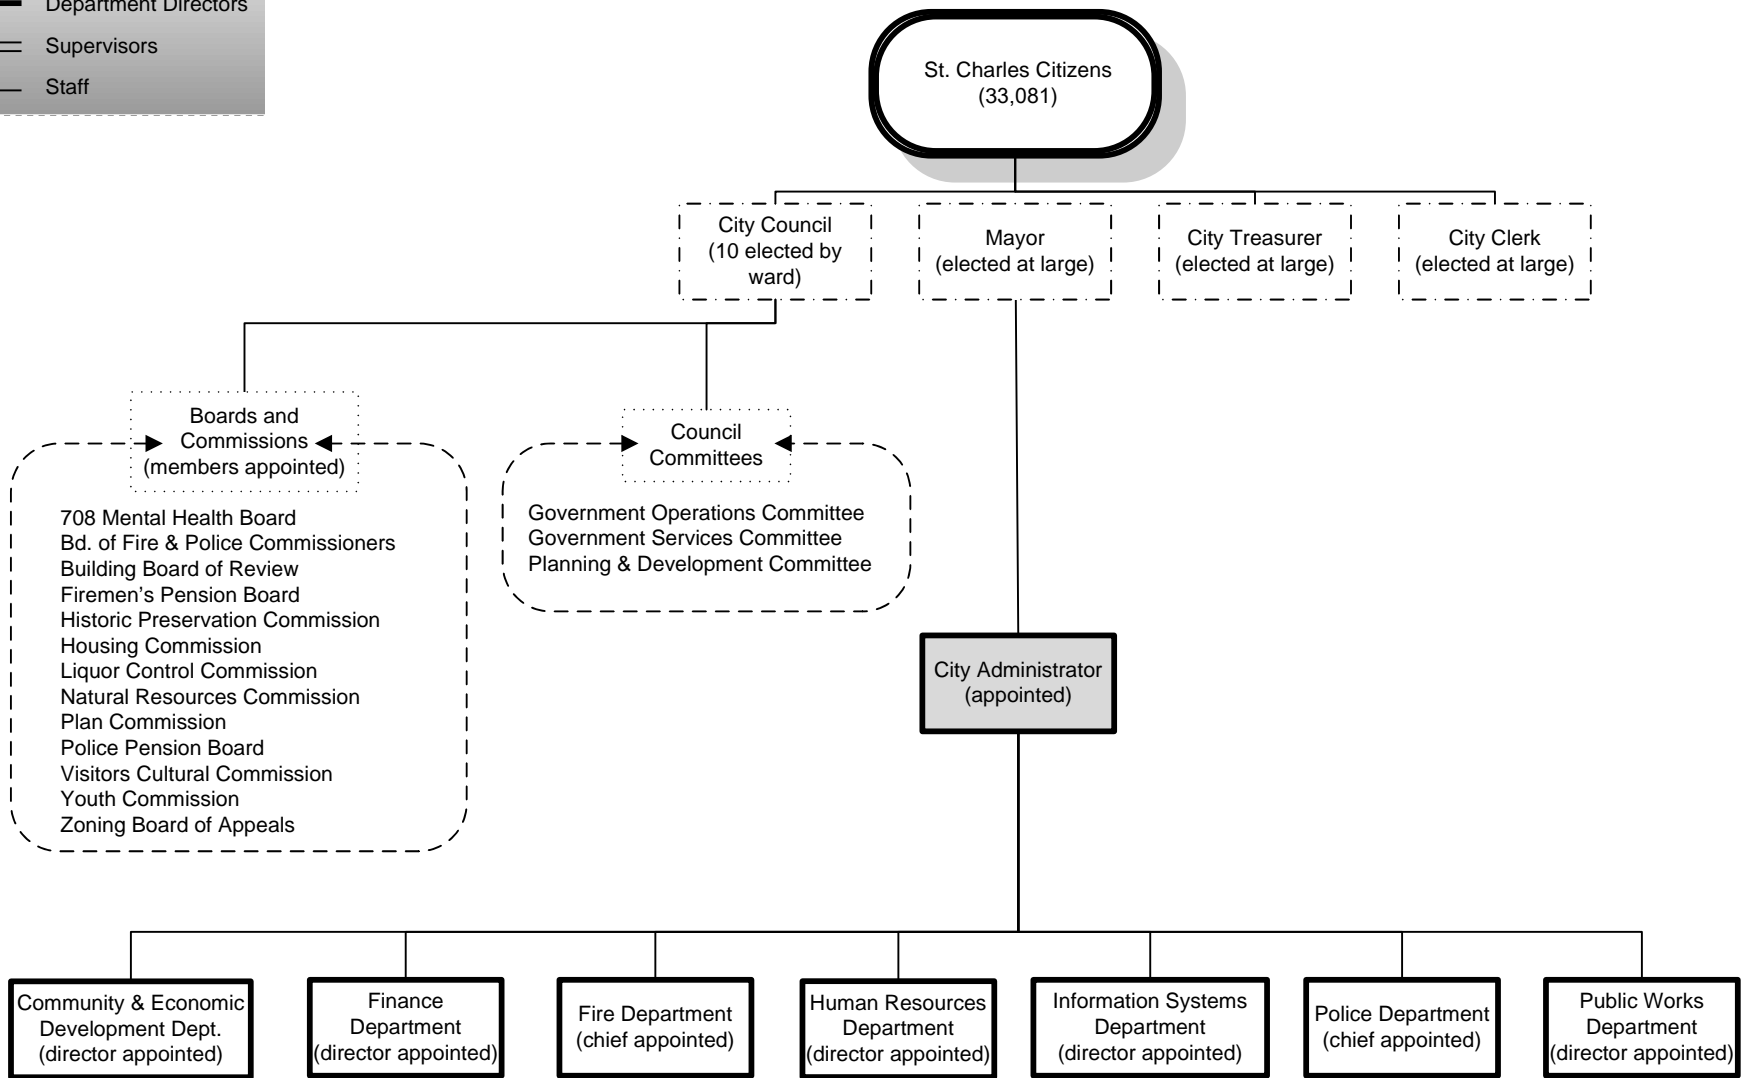 Department Directors
Supervisors
Staff
St. Charles Citizens
(33,081)
City Council
(10 elected by
ward)
Mayor
(elected at large)
City Treasurer
(elected at large)
City Clerk
(elected at large)
Boards and
Commissions
(members appointed)
708 Mental Health Board
Bd. of Fire & Police Commissioners
Building Board of Review
Firemen’s Pension Board
Historic Preservation Commission
Housing Commission
Liquor Control Commission
Natural Resources Commission
Plan Commission
Police Pension Board
Visitors Cultural Commission
Youth Commission
Zoning Board of Appeals
Council
Committees
Government Operations Committee
Government Services Committee
Planning & Development Committee
City Administrator
(appointed)
Community & Economic
Development Dept.
(director appointed)
Finance
Department
(director appointed)
Fire Department
(chief appointed)
Human Resources
Department
(director appointed)
Information Systems
Department
(director appointed)
Police Department
(chief appointed)
Public Works
Department
(director appointed)